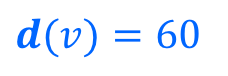 d(v) = 60